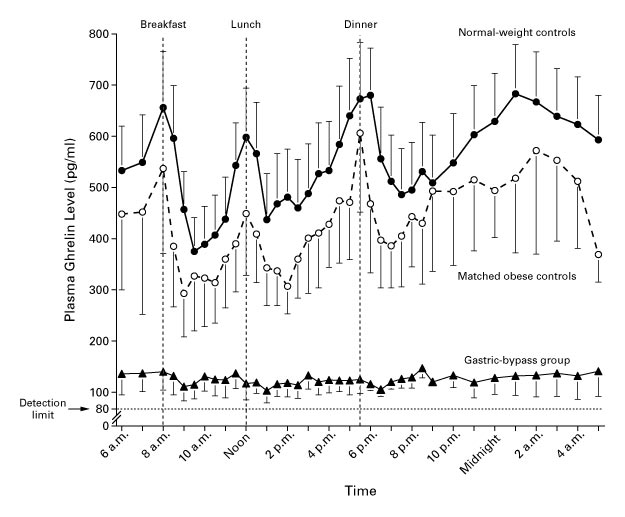 Breakfast
Lunch
Dinner
Normal-weight controls
800
700
600
500
400
300
200
100
80
0
Plasma Ghrelin Level (pg/ml)
Matched obese controls
Gastric-bypass group
Detection
limit
6 a.m.
8 a.m.
10 a.m.
Noon
2 p.m.
4 p.m.
6 p.m.
8 p.m.
10 p.m.
Midnight
2 a.m.
4 a.m.
Time